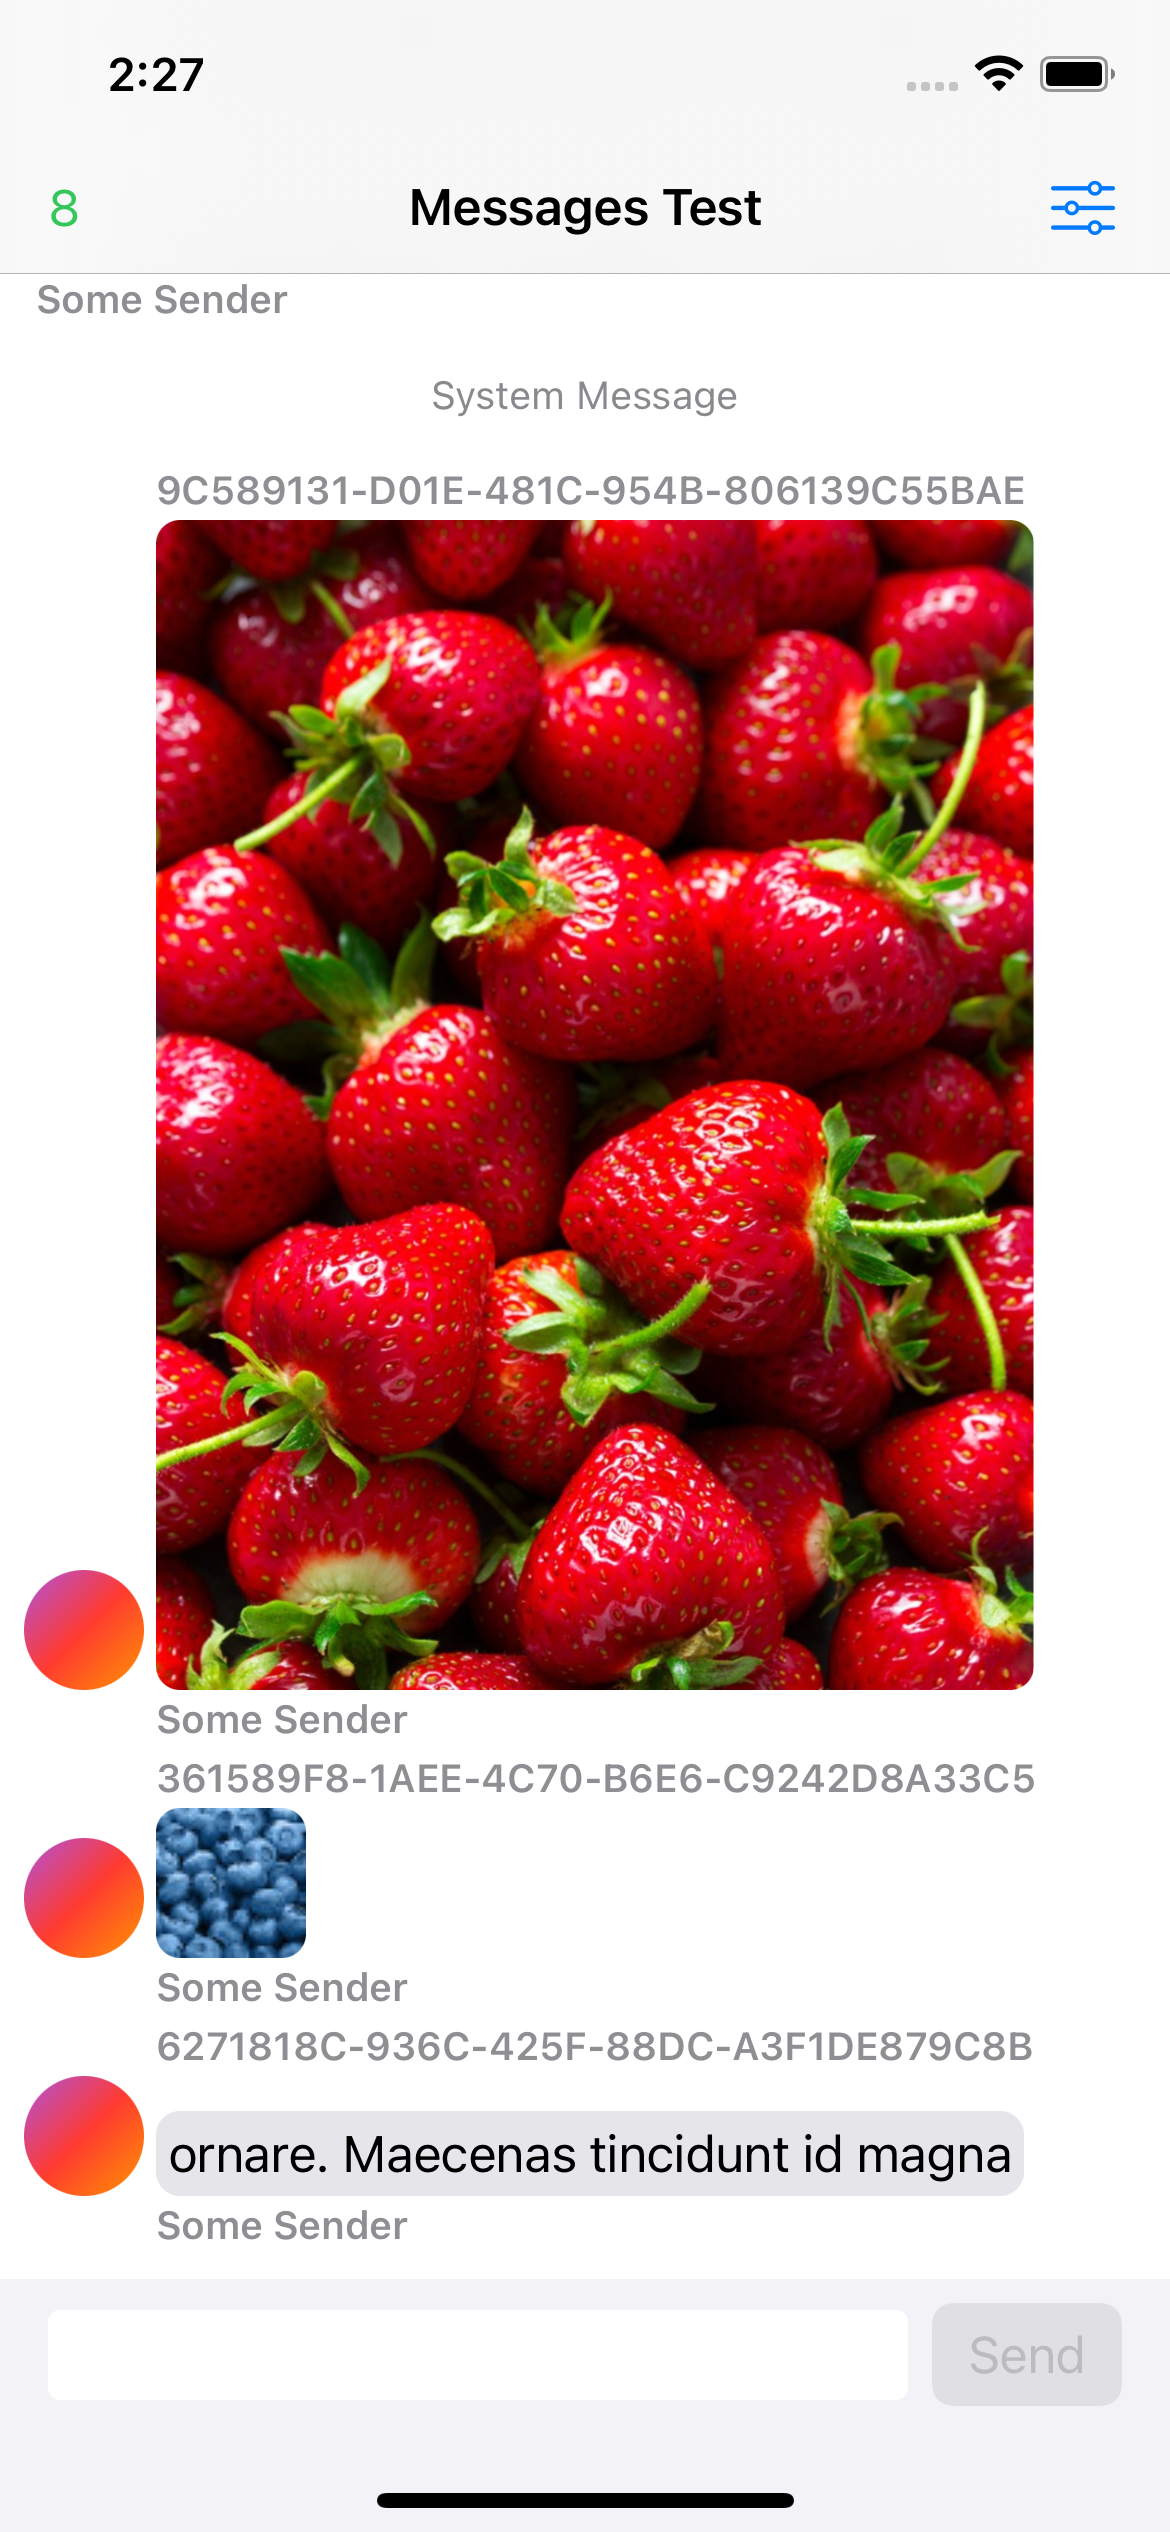 2:27
8
Messages Test
Some Sender
System Message
9C589131-D01E-481C-954B-806139C55BAE
Some Sender
361589F8-1AEE-4C70-B6E6-C9242D8A33C5
Some Sender
6271818C-936C-425F-88DC-A3F1DE879C8B
ornare. Maecenas tincidunt id magna
Some Sender
Send